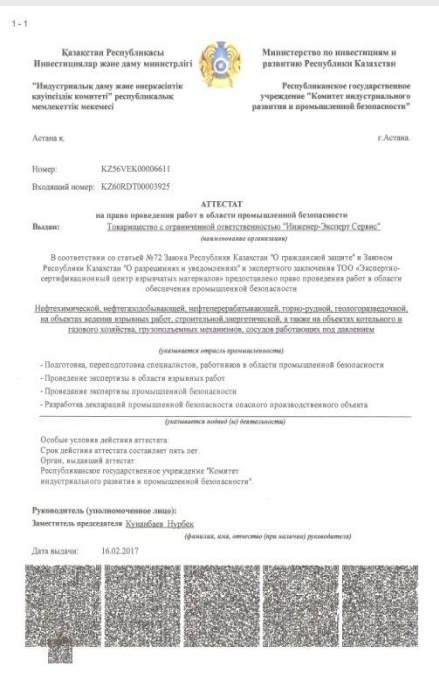 1 - 1
Қазақстан Республикасы
Инвестициялар және даму министрлігі
Министерство по инвестициям и
развитию Республики Казахстан
"Индустриялық даму және өнеркәсіптік
қауіпсіздік комитеті" республикалық
мемлекеттік мекемесі
Республиканское государственное
учреждение "Комитет индустриального
развития и промышленной безопасности"
Астана қ.
г.Астана.
Номер: KZ56VEK00006611
Входящий номер: KZ60RDT00003925
АТТЕСТАТ
на право проведения работ в области промышленной безопасности
Выдан: Товарищество с ограниченной ответственностью "Инженер-Эксперт Сервис"
(наименование организации)
В соответствии со статьей №72 Закона Республики Казахстан "О гражданской защите" и Законом
Республики Казахстан "О разрешениях и уведомлениях" и экспертного заключения ТОО «Экспертно-
сертификационный центр взрывчатых материалов» предоставлено право проведения работ в области
обеспечения промышленной безопасности
Нефтехимической, нефтегазодобывающей, нефтеперерабатывающей, горно-рудной, геологоразведочной,
на объектах ведения взрывных работ, строительной,энергетической, а также на объектах котельного и
газового хозяйства, грузоподъемных механизмов, сосудов работающих под давлением
(указывается отрасль промышленности)
- Подготовка, переподготовка специалистов, работников в области промышленной безопасности
- Проведение экспертизы в области взрывных работ
- Проведение экспертизы промышленной безопасности
- Разработка деклараций промышленной безопасности опасного производственного объекта
(указывается подвид (ы) деятельности)
Особые условия действия аттестата:
Срок действия аттестата составляет пять лет.
Орган, выдавший аттестат:
Республиканское государственное учреждение "Комитет
индустриального развития и промышленной безопасности".
Руководитель (уполномоченное лицо):
Заместитель председателя Кунанбаев Нурбек
(фамилия, имя, отчество (при наличии) руководителя)
Дата выдачи: 16.02.2017